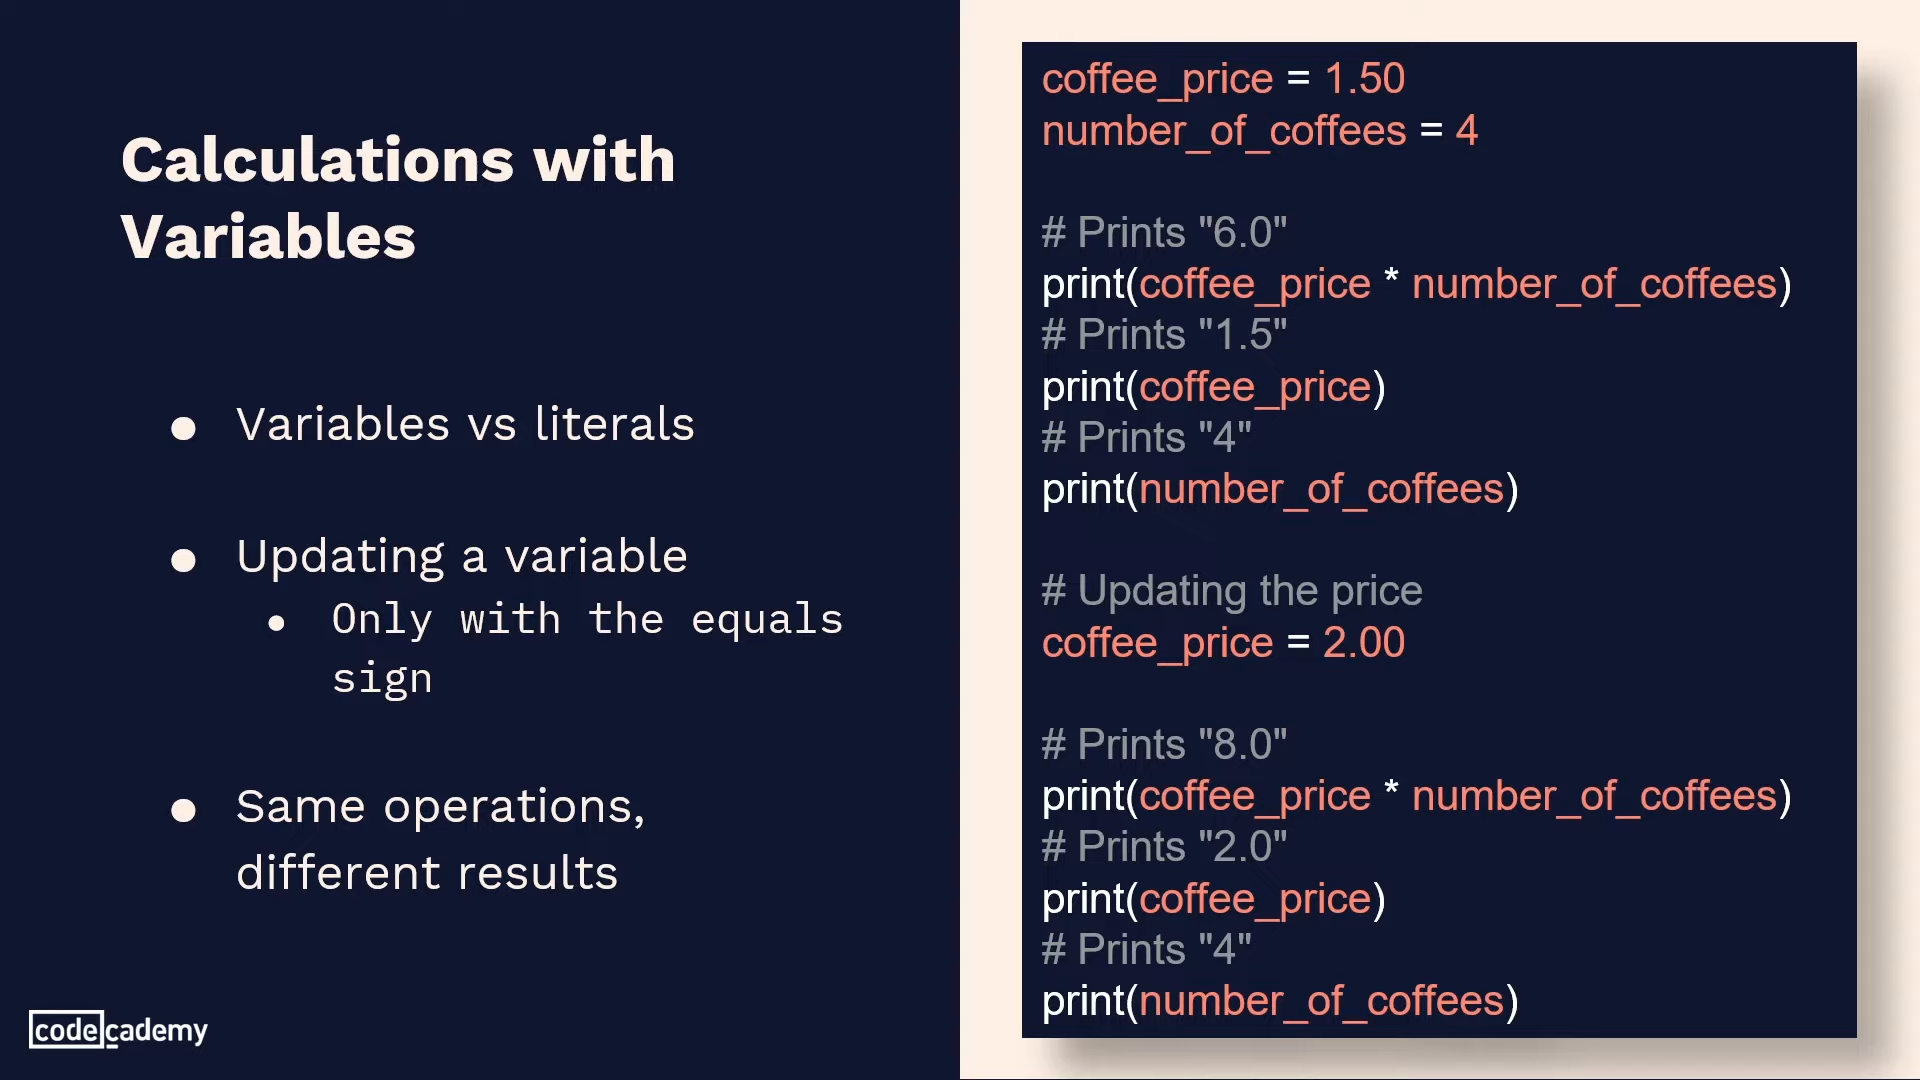 Calculations with
Variables
● Variables vs literals
● Updating a variable
● Only with the equals
sign
● Same operations,
different results
codecademy
coffee_price = 1.50
number_of_coffees = 4
# Prints "6.0"
print(coffee_price * number_of_coffees)
# Prints "1.5"
print(coffee_price)
# Prints "4"
print(number_of_coffees)
# Updating the price
coffee_price = 2.00
# Prints "8.0"
print(coffee_price * number_of_coffees)
# Prints "2.0"
print(coffee_price)
# Prints "4"
print(number_of_coffees)